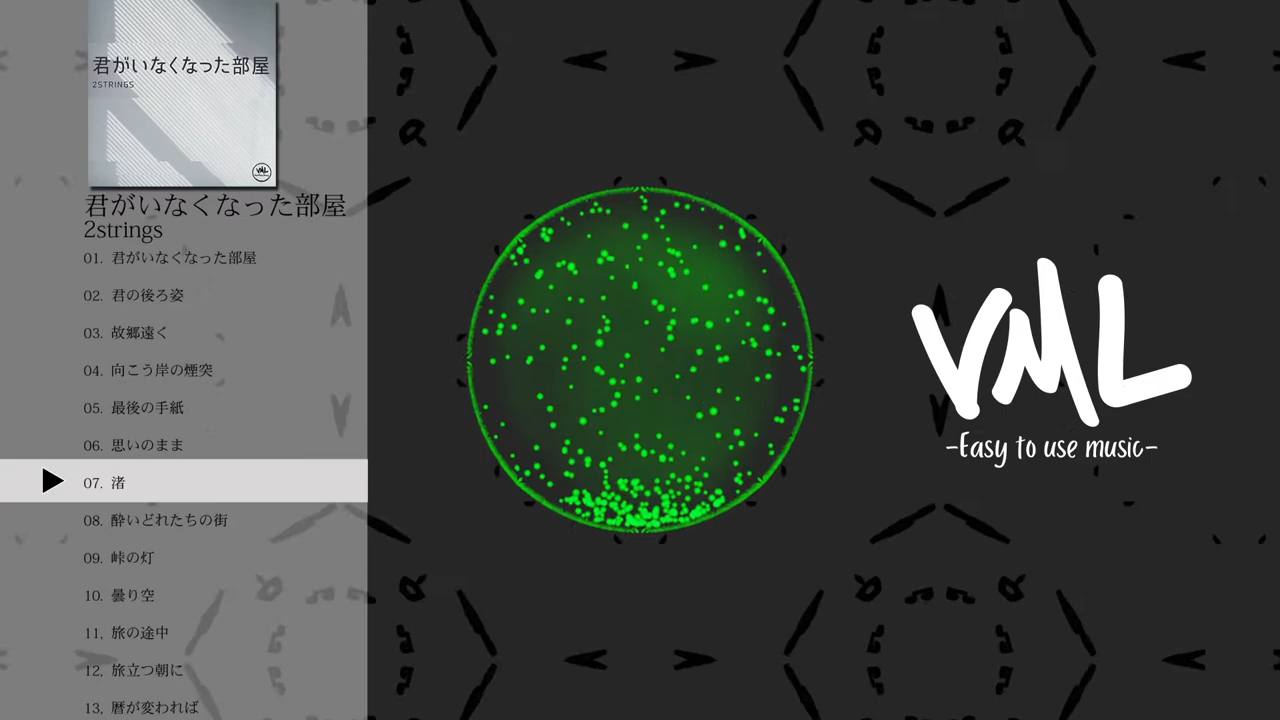 君がいなくなった部屋
2STRINGS
VML
君がいなくなった部屋
2strings
01. 君がいなくなった部屋
02. 君の後ろ姿
03. 故郷遠く
04. 向こう岸の煙突
05. 最後の手紙
06. 思いのまま
07. 渚
08. 酔いどれたちの街
09. 峠の灯
10. 曇り空
11. 旅の途中
12. 旅立つ朝に
13. 暦が変われば
VML
-Easy to use music-